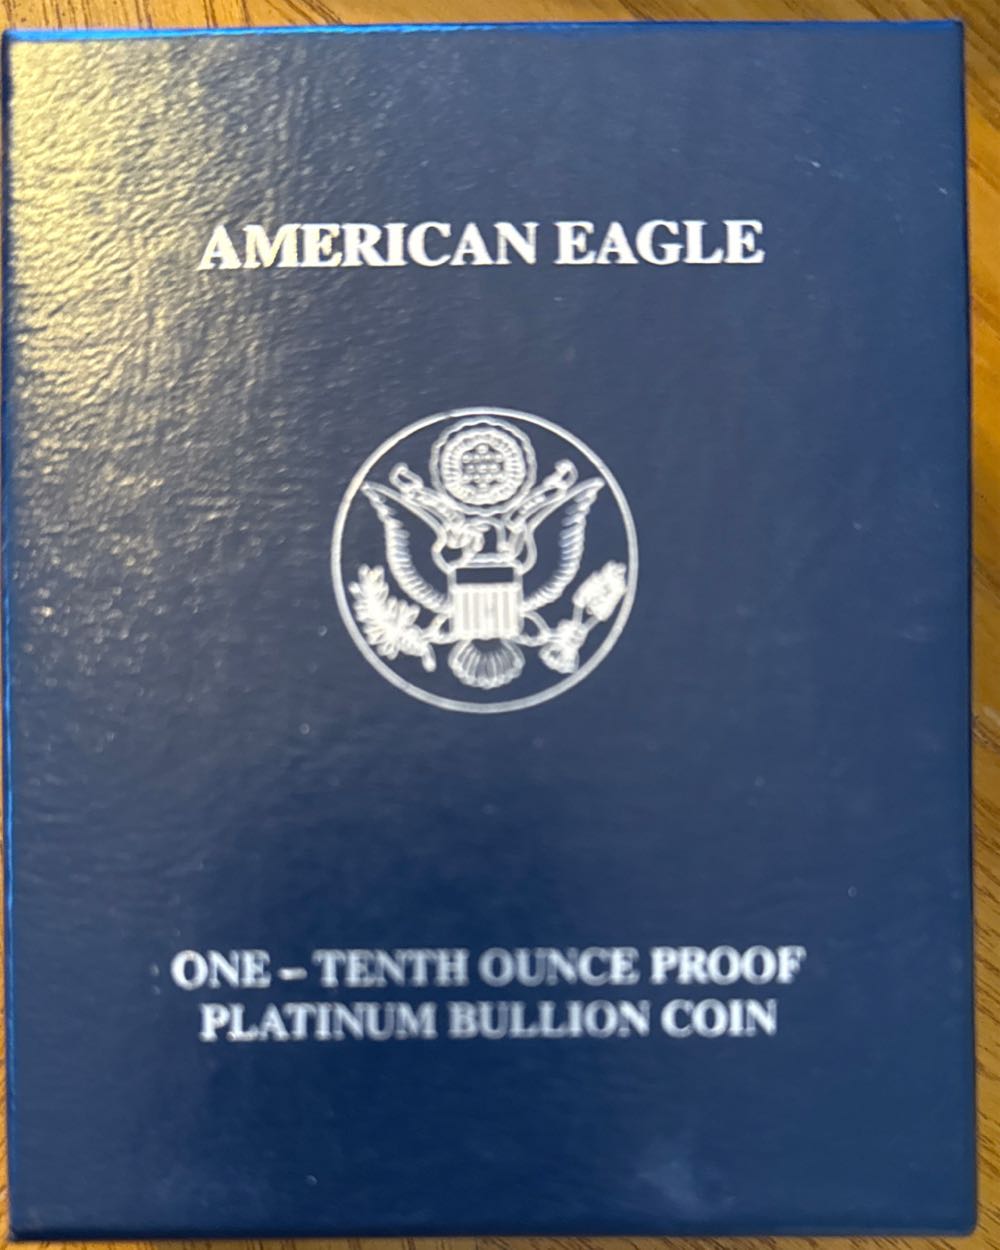 AMERICAN EAGLE
ONE – TENTH OUNCE PROOF
PLATINUM BULLION COIN